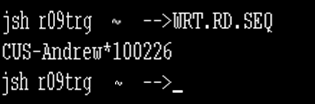 jsh r09trg ~ -->WRT.RD.SEQ
CUS-Andrew*100226
jsh r09trg ~ -->_